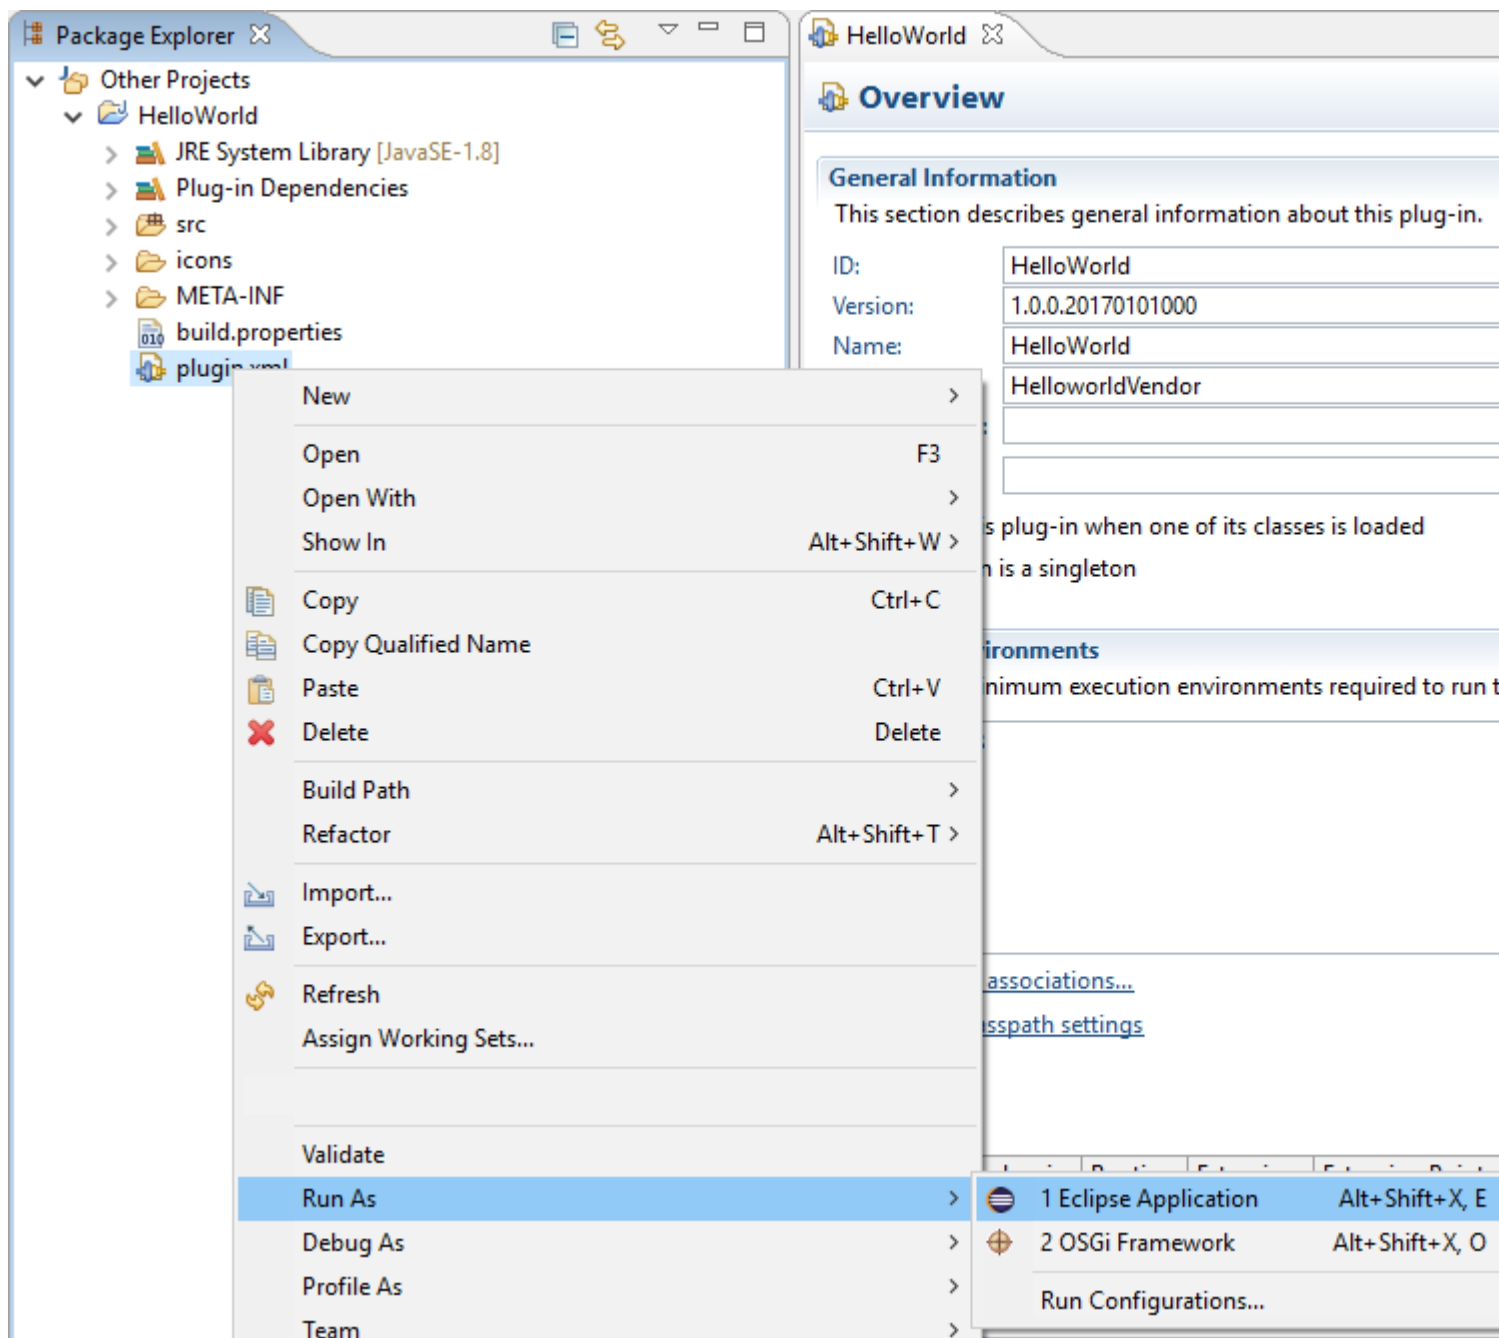 Package Explorer
Other Projects
HelloWorld
JRE System Library [JavaSE-1.8]
Plug-in Dependencies
src
icons
META-INF
build.properties
plugin.xml
New
Open F3
Open With
Show In Alt+Shift+W
Copy Ctrl+C
Copy Qualified Name
Paste Ctrl+V
Delete Delete
Build Path
Refactor Alt+Shift+T
Import...
Export...
Refresh
Assign Working Sets...
Validate
Run As
Debug As
Profile As
Team
1 Eclipse Application Alt+Shift+X, E
2 OSGi Framework Alt+Shift+X, O
Run Configurations...
HelloWorld
Overview
General Information
This section describes general information about this plug-in.
ID: HelloWorld
Version: 1.0.0.20170101000
Name: HelloWorld
HelloworldVendor
s plug-in when one of its classes is loaded
n is a singleton
ironments
nimum execution environments required to run t
associations...
sspath settings